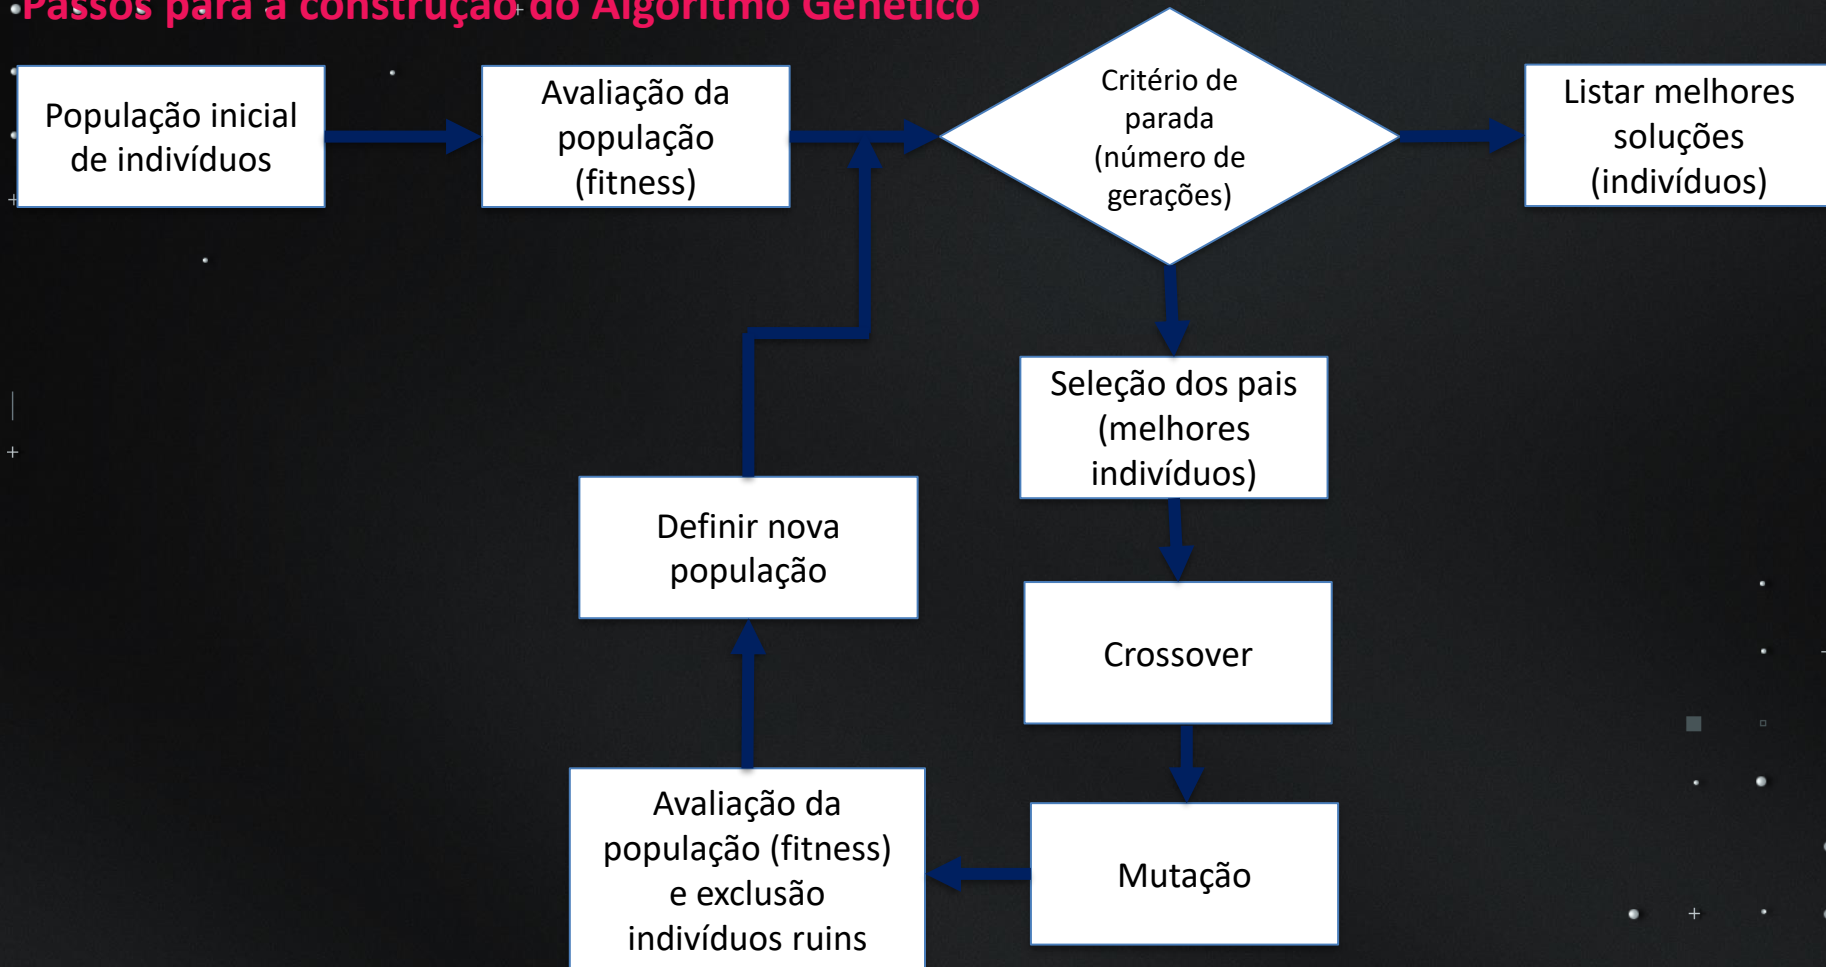 Passos para a construção do Algoritmo Genético
População inicial
de indivíduos
Avaliação da
população
(fitness)
Critério de
parada
(número de
gerações)
Listar melhores
soluções
(indivíduos)
Seleção dos pais
(melhores
indivíduos)
Definir nova
população
Crossover
Avaliação da
população (fitness)
e exclusão
indivíduos ruins
Mutação